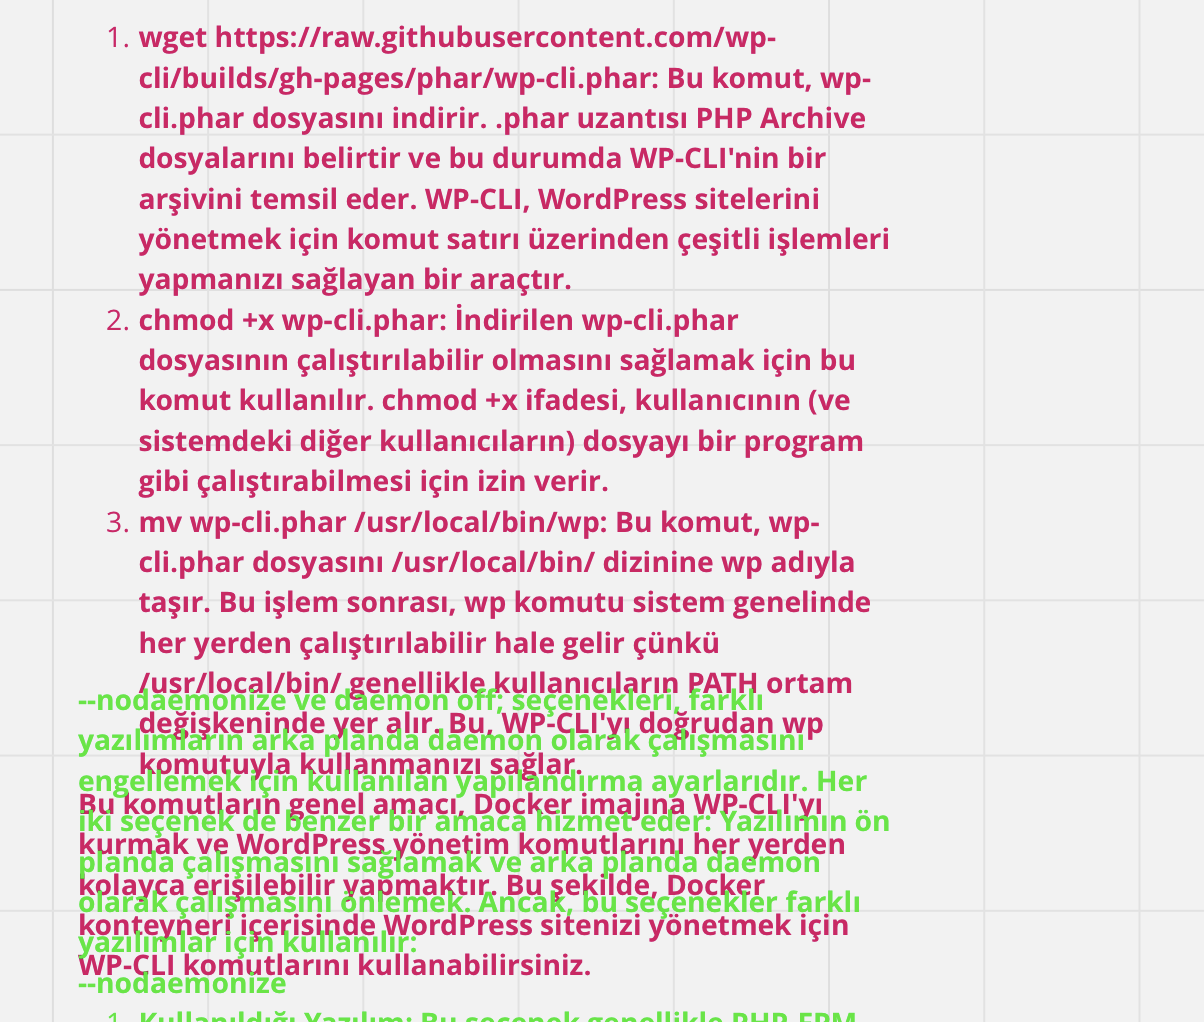 1. wget https://raw.githubusercontent.com/wp-
cli/builds/gh-pages/phar/wp-cli.phar: Bu komut, wp-
cli.phar dosyasını indirir. .phar uzantısı PHP Archive
dosyalarını belirtir ve bu durumda WP-CLI'nin bir
arşivini temsil eder. WP-CLI, WordPress sitelerini
yönetmek için komut satırı üzerinden çeşitli işlemleri
yapmanızı sağlayan bir araçtır.
2. chmod +x wp-cli.phar: İndirilen wp-cli.phar
dosyasının çalıştırılabilir olmasını sağlamak için bu
komut kullanılır. chmod +x ifadesi, kullanıcının (ve
sistemdeki diğer kullanıcıların) dosyayı bir program
gibi çalıştırabilmesi için izin verir.
3. mv wp-cli.phar /usr/local/bin/wp: Bu komut, wp-
cli.phar dosyasını /usr/local/bin/ dizinine wp adıyla
taşır. Bu işlem sonrası, wp komutu sistem genelinde
her yerden çalıştırılabilir hale gelir çünkü
/usr/local/bin/ genellikle kullanıcıların PATH ortam
değişkeninde yer alır. Bu, WP-CLI'yı doğrudan wp
komutuyla kullanmanızı sağlar.
Bu komutların genel amacı, Docker imajına WP-CLI'yı
kurmak ve WordPress yönetim komutlarını her yerden
kolayca erişilebilir yapmaktır. Bu şekilde, Docker
konteyneri içerisinde WordPress sitenizi yönetmek için
WP-CLI komutlarını kullanabilirsiniz.
--nodaemonize ve daemon off; seçenekleri, farklı
yazılımların arka planda daemon olarak çalışmasını
engellemek için kullanılan yapılandırma ayarlarıdır. Her
iki seçenek de benzer bir amaca hizmet eder: Yazılımın ön
planda çalışmasını sağlamak ve arka planda daemon
olarak çalışmasını önlemek. Ancak, bu seçenekler farklı
yazılımlar için kullanılır:
--nodaemonize
1. Kullanıldığı Yazılım: Bu seçenek genellikle PHP-FPM